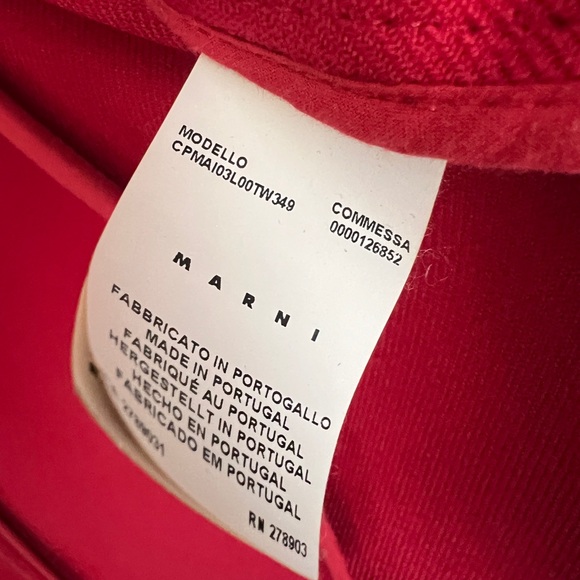 MODELLO
CPMAI03L00TW349
COMMESSA
0000126852
MARNI
FABBRICATO IN PORTOGALLO
MADE IN PORTUGAL
FABRIQUÉ AU PORTUGAL
HERGESTELLT IN PORTUGAL
HECHO EN PORTUGAL
FABRICADO EM PORTUGAL
RN 278903